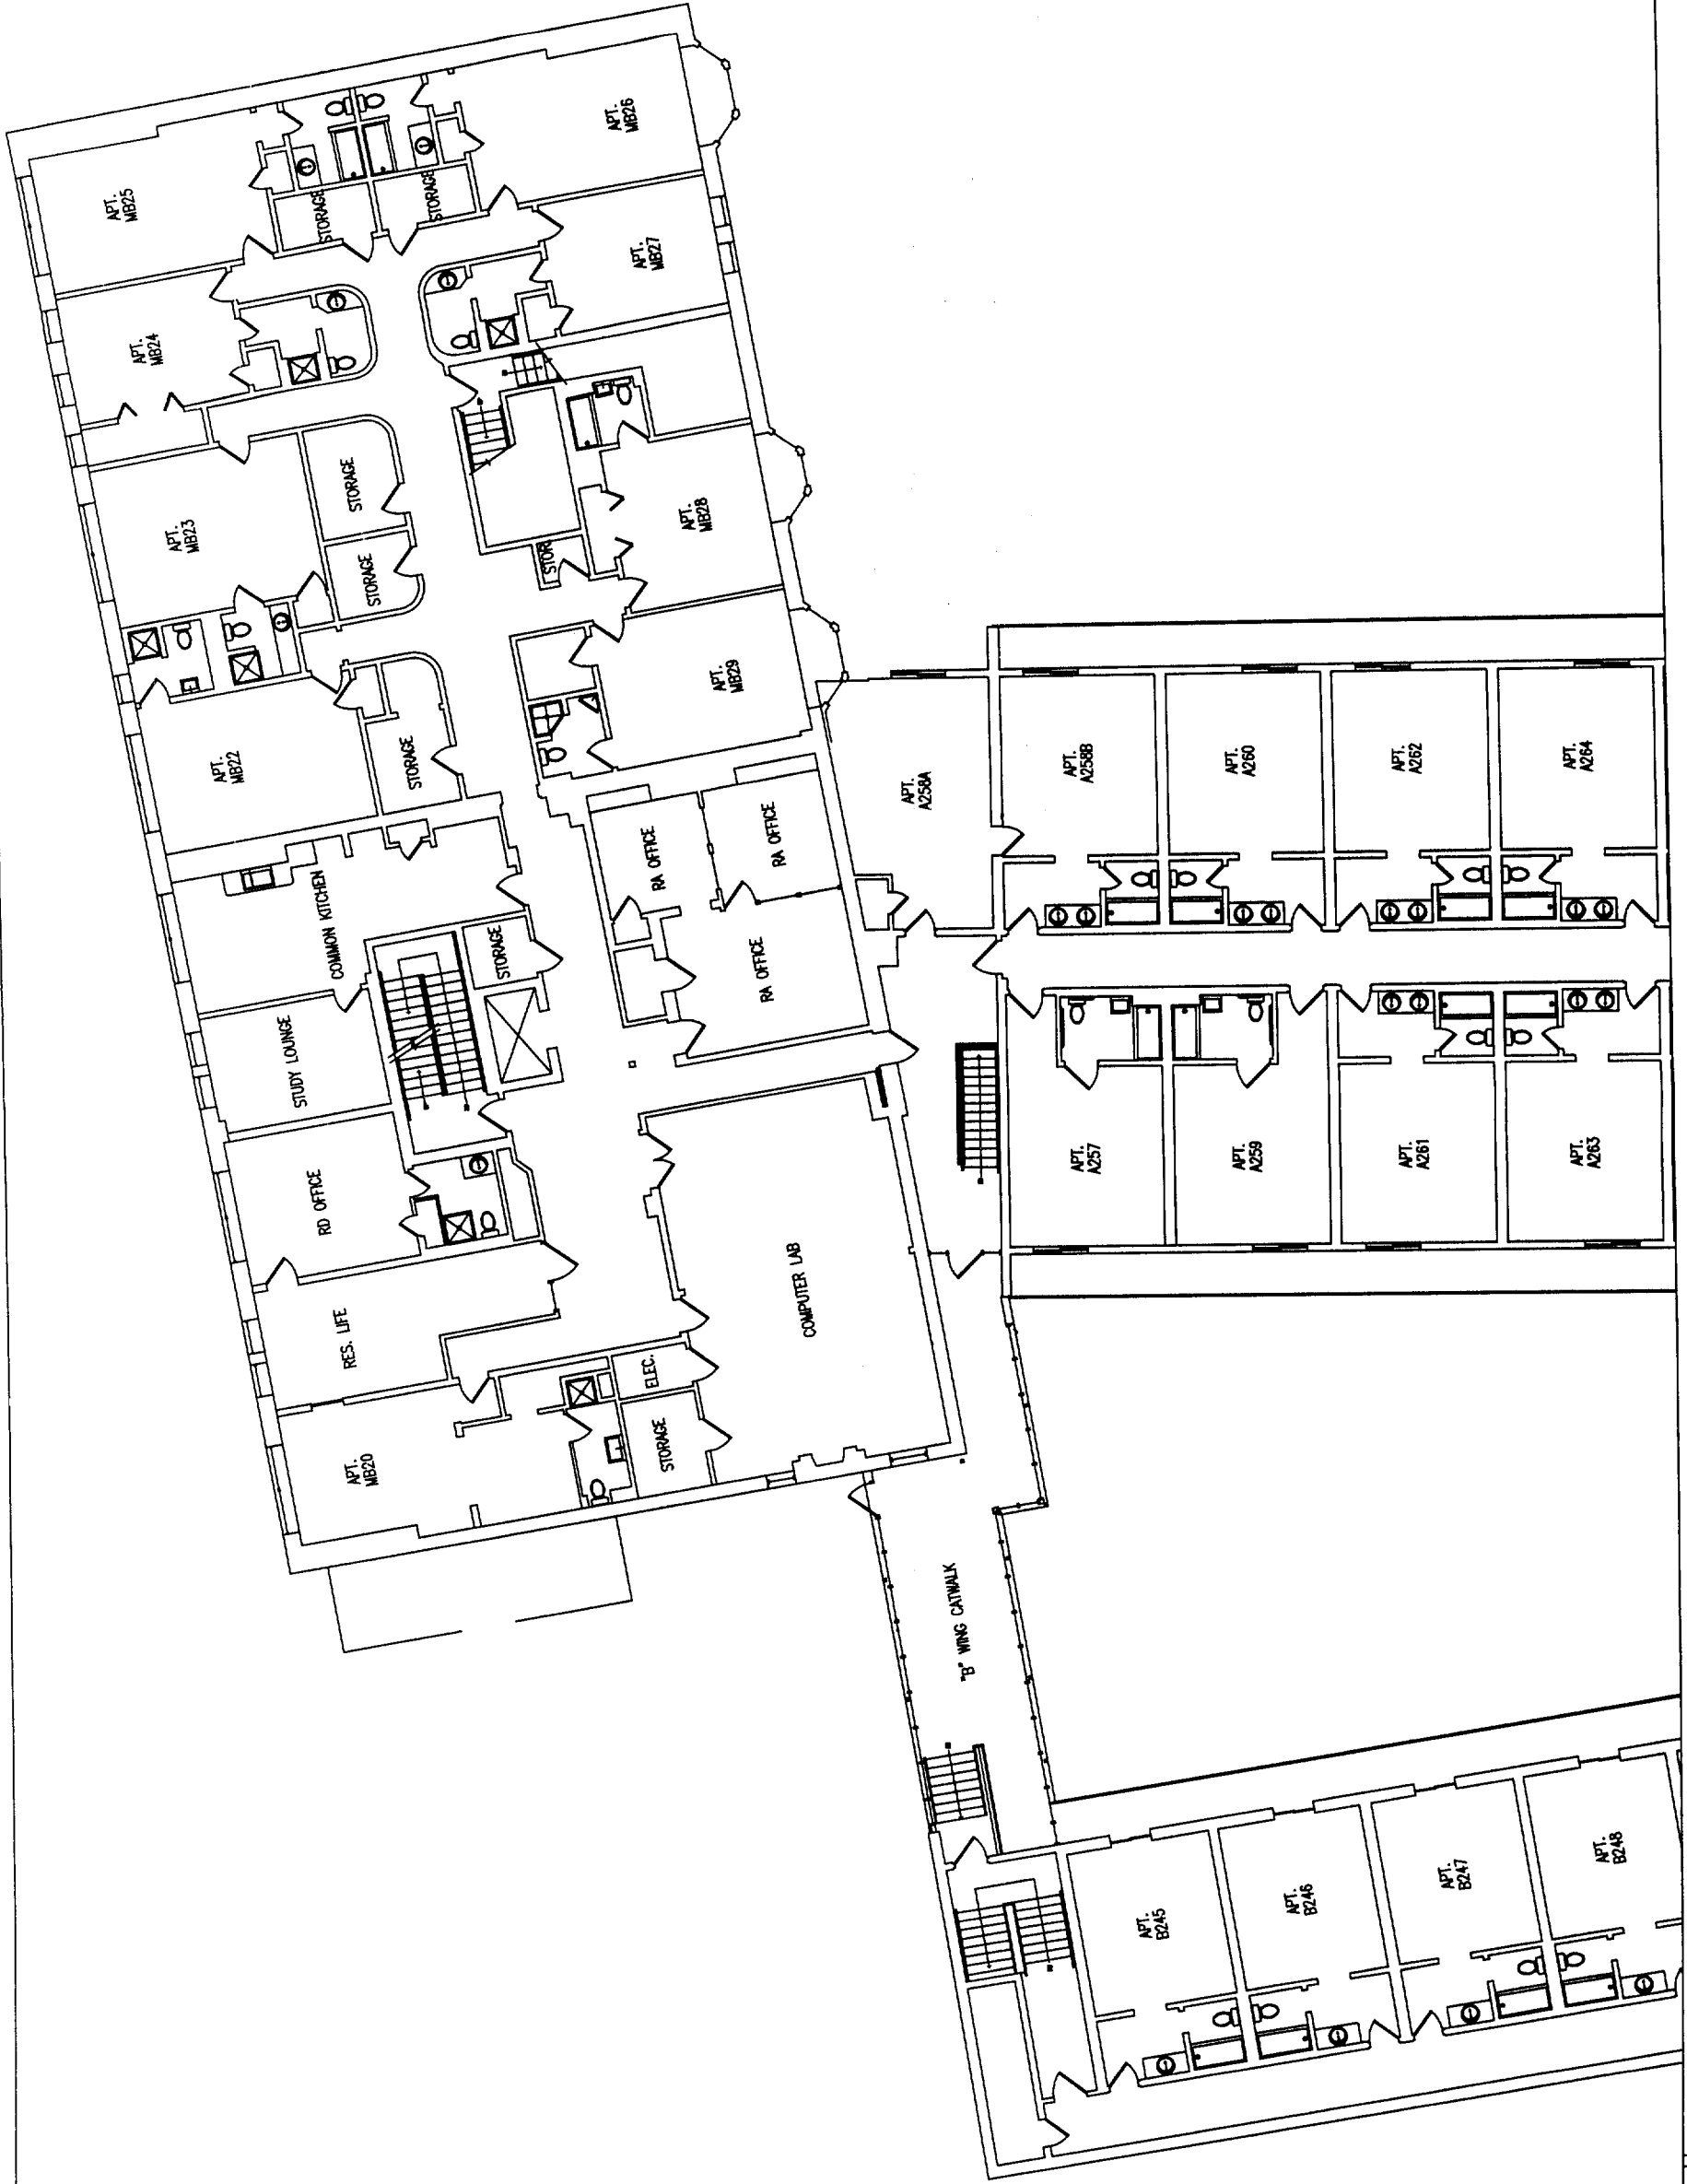 APT.
MB25
APT.
MB26
STORAGE
STORAGE
APT.
MB24
APT.
MB27
APT.
MB23
STORAGE
STORAGE
STOR
APT.
MB28
APT.
MB22
STORAGE
APT.
MB29
COMMON KITCHEN
STORAGE
RA OFFICE
RA OFFICE
RA OFFICE
STUDY LOUNGE
RD OFFICE
RES. LIFE
COMPUTER LAB
ELEC.
STORAGE
APT.
MB20
APT.
A258A
APT.
A258B
APT.
A260
APT.
A262
APT.
A264
APT.
A257
APT.
A259
APT.
A261
APT.
A263
"B" WING CATWALK
APT.
B245
APT.
B246
APT.
B247
APT.
B248